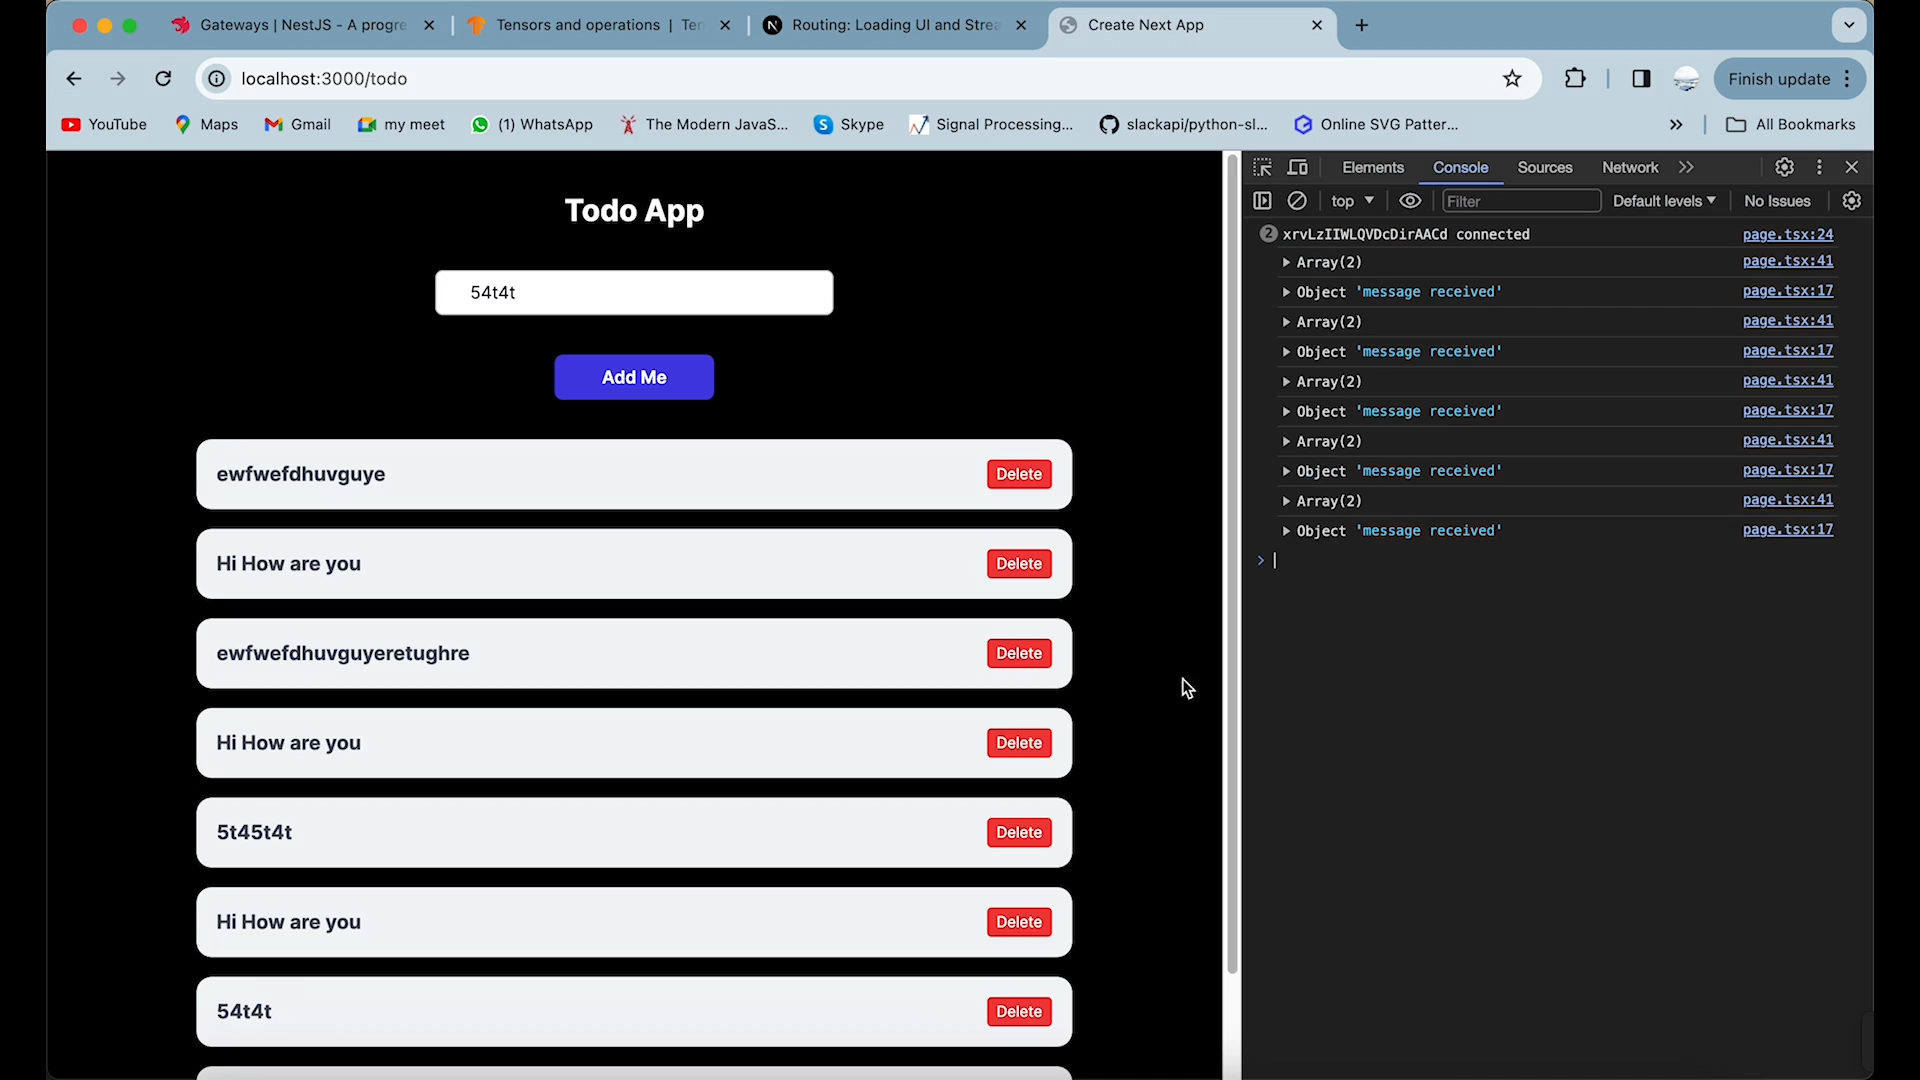 Gateways | NestJS - A progre
Tensors and operations | Ten
Routing: Loading UI and Strea
Create Next App
localhost:3000/todo
Finish update
YouTube
Maps
Gmail
my meet
(1) WhatsApp
The Modern JavaS...
Skype
Signal Processing...
slackapi/python-sl...
Online SVG Patter...
All Bookmarks
Todo App
54t4t
Add Me
ewfwefdhuvguye Delete
Hi How are you Delete
ewfwefdhuvguyeretughre Delete
Hi How are you Delete
5t45t4t Delete
Hi How are you Delete
54t4t Delete
Elements Console Sources Network
top Filter Default levels No Issues
2 xrvLzIIWLQVDcDirAACd connected page.tsx:24
Array(2) page.tsx:41
Object 'message received' page.tsx:17
Array(2) page.tsx:41
Object 'message received' page.tsx:17
Array(2) page.tsx:41
Object 'message received' page.tsx:17
Array(2) page.tsx:41
Object 'message received' page.tsx:17
Array(2) page.tsx:41
Object 'message received' page.tsx:17